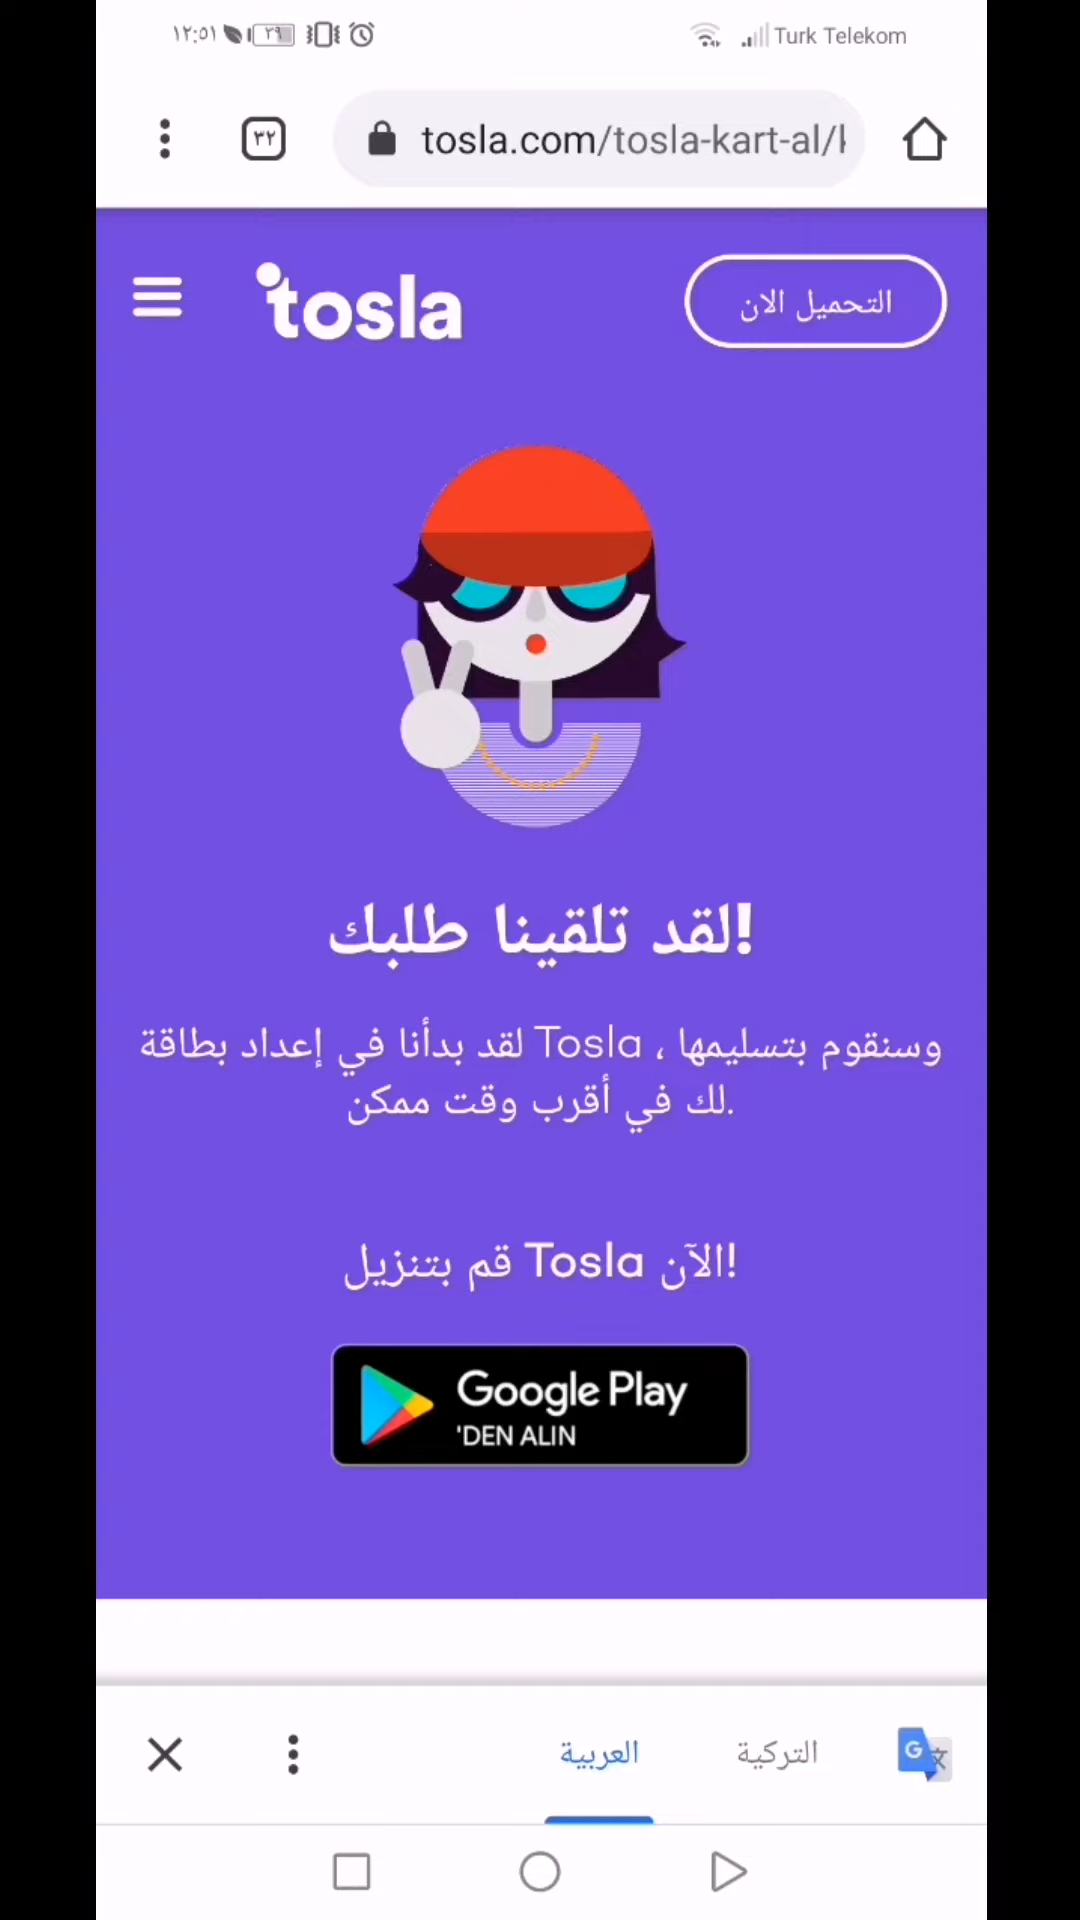 ١٢:٥١
٣٩
Turk Telekom
٣٢
tosla.com/tosla-kart-al/
tosla
التحميل الان
لقد تلقينا طلبك!
لقد بدأنا في إعداد بطاقة Tosla ، وسنقوم بتسليمها
لك في أقرب وقت ممكن.
قم بتنزيل Tosla الآن!
Google Play
'DEN ALIN
العربية
التركية
G